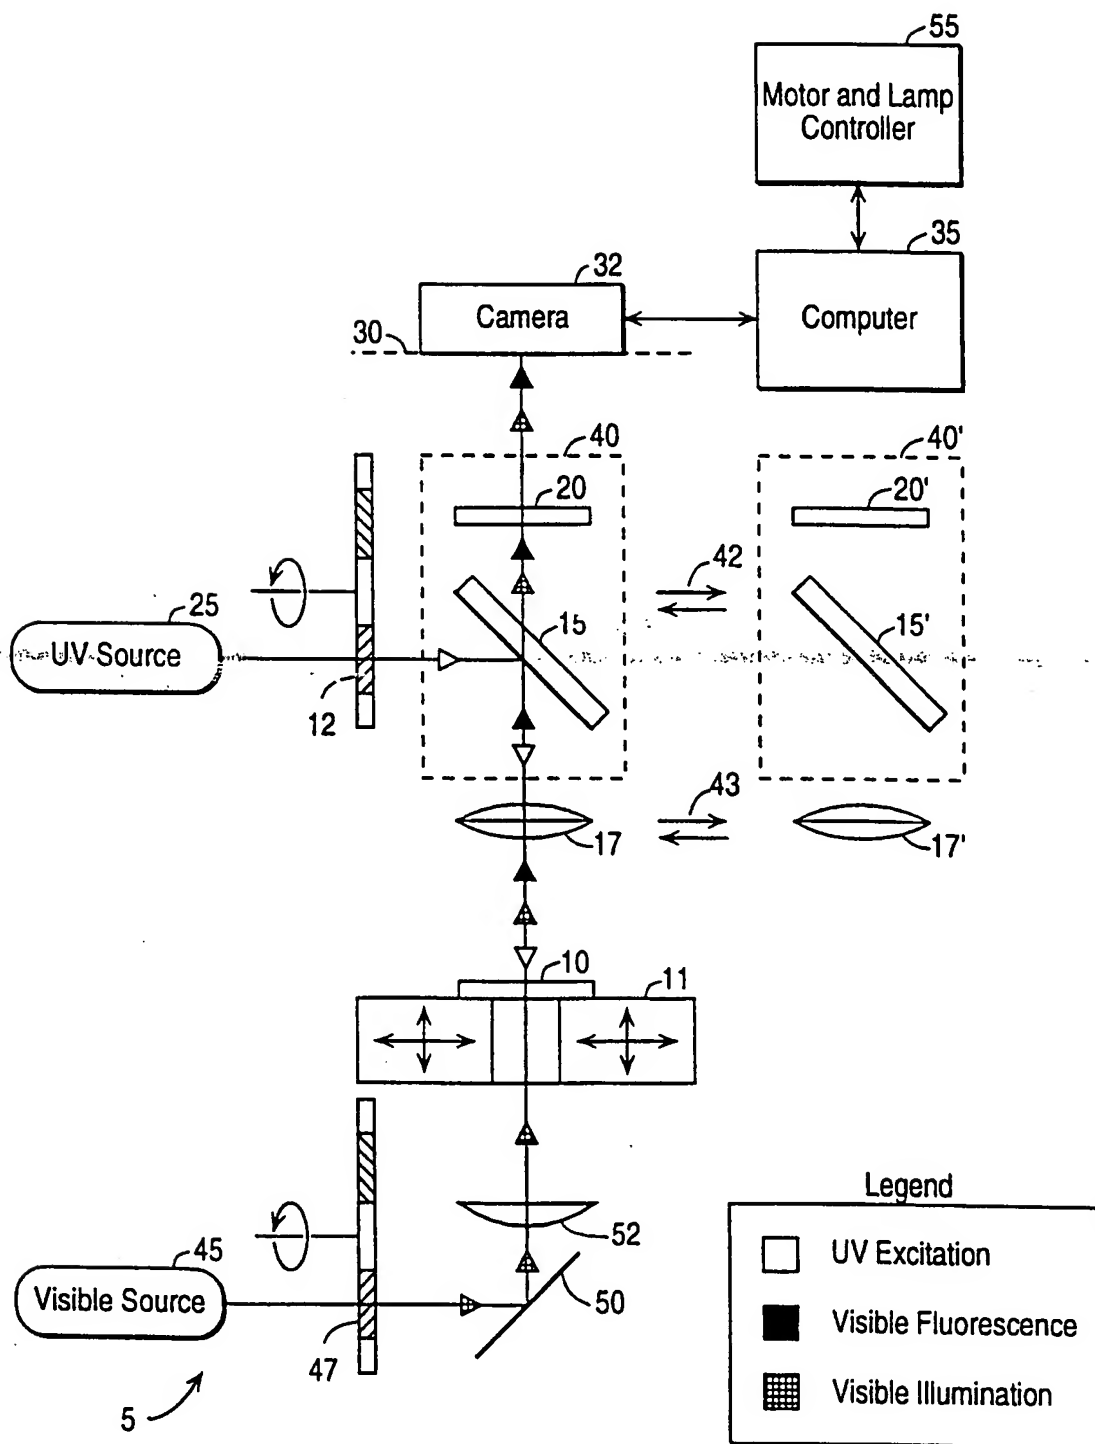 55
Motor and Lamp
Controller
35
32
Camera
Computer
30
40
40'
20
20'
42
25
15
15'
UV Source
12
43
17
17'
10
11
Legend
52
UV Excitation
45
50
Visible Source
Visible Fluorescence
47
Visible Illumination
5